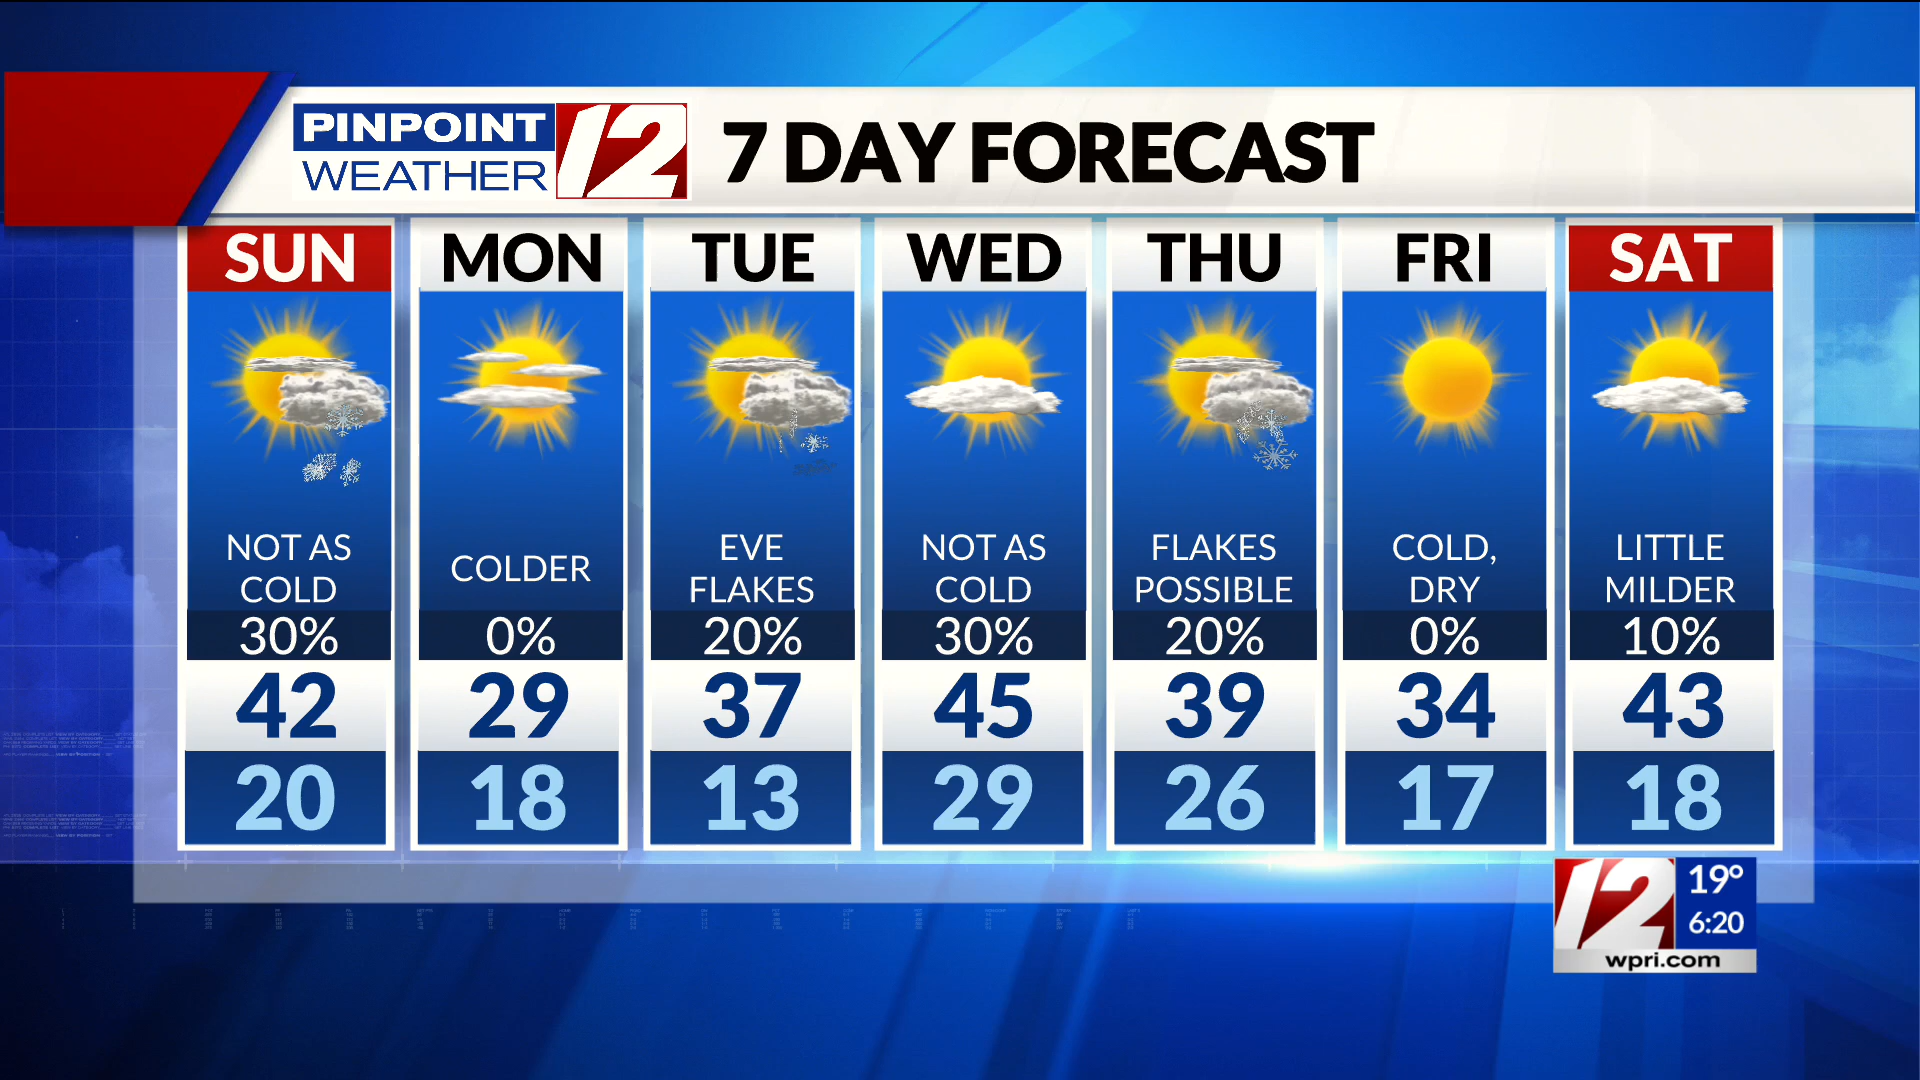 PINPOINT
WEATHER
12
7 DAY FORECAST
SUN
NOT AS
COLD
30%
42
20
MON
COLDER
0%
29
18
TUE
EVE
FLAKES
20%
37
13
WED
NOT AS
COLD
30%
45
29
THU
FLAKES
POSSIBLE
20%
39
26
FRI
COLD,
DRY
0%
34
17
SAT
LITTLE
MILDER
10%
43
18
12
19°
6:20
wpri.com